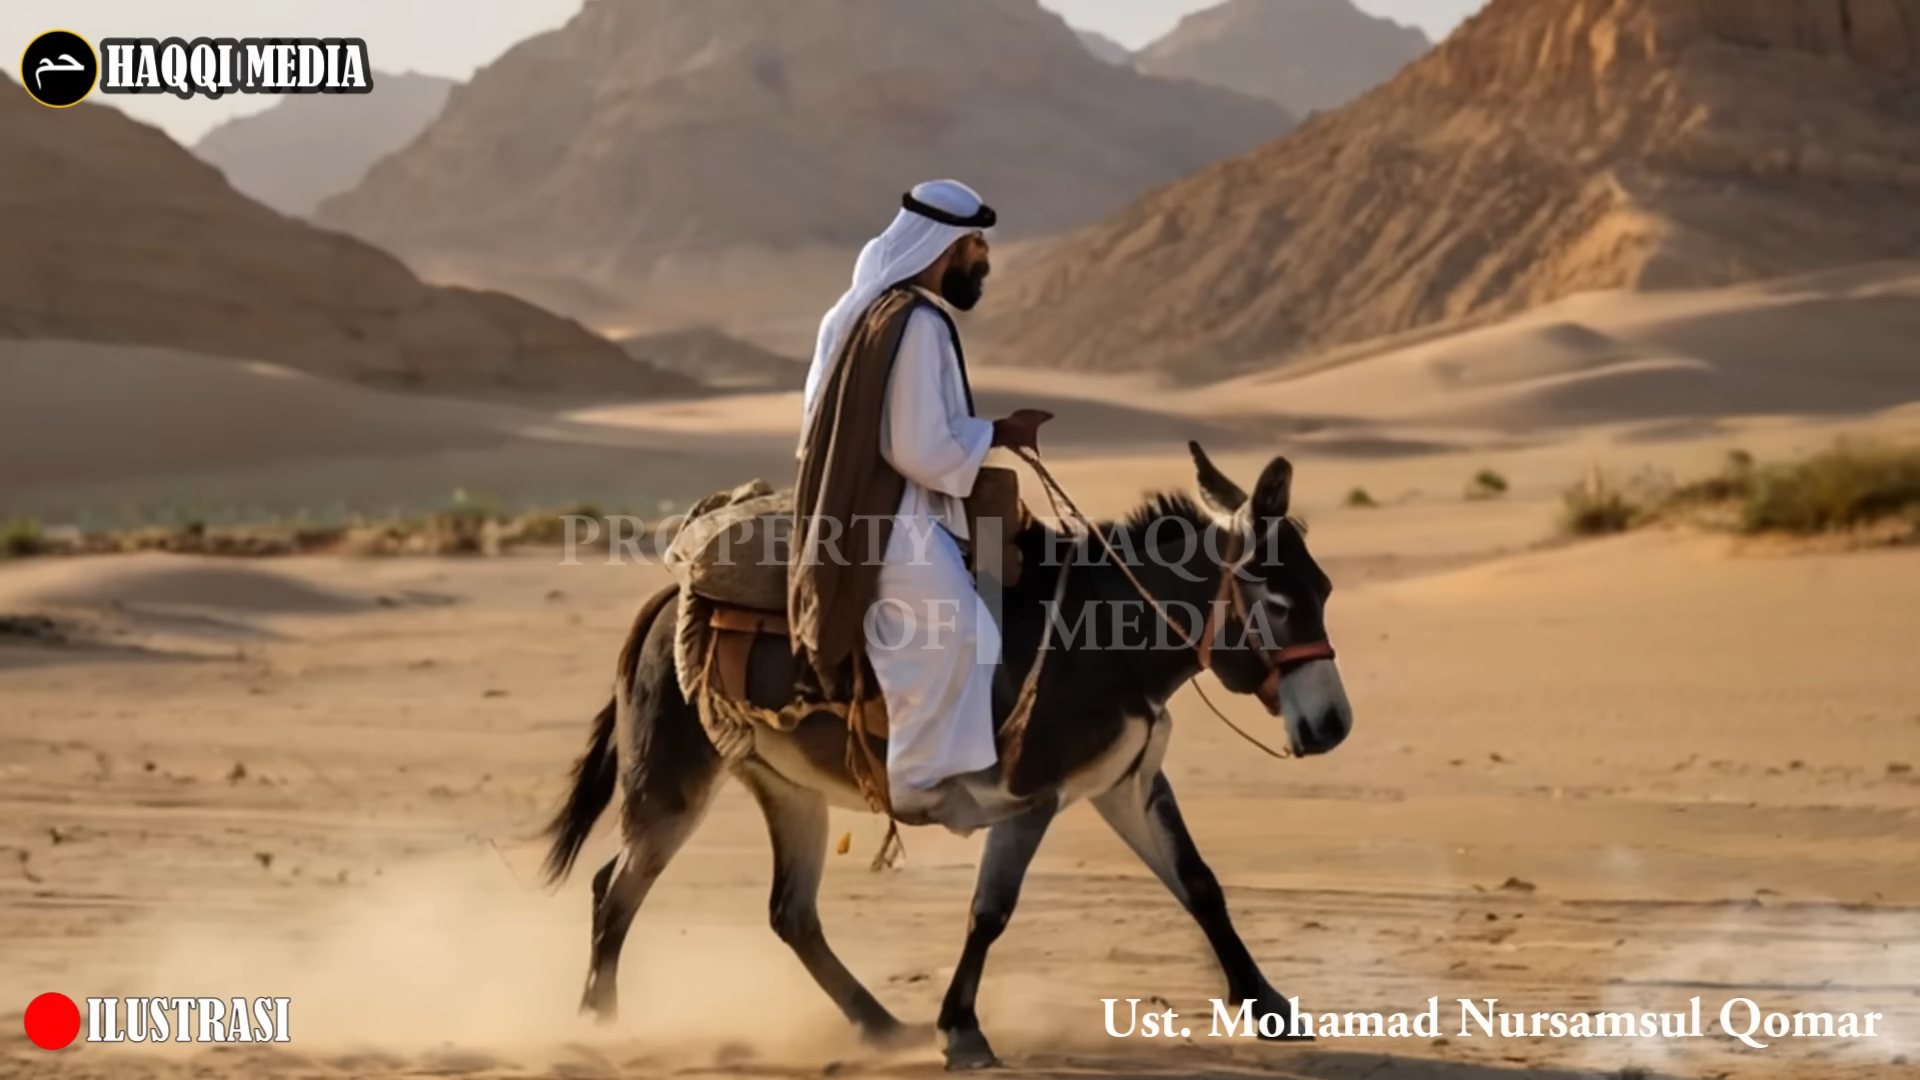 حم
HAQQI MEDIA
PROPERTY OF
HAQQI MEDIA
ILUSTRASI
Ust. Mohamad Nursamsul Qomar